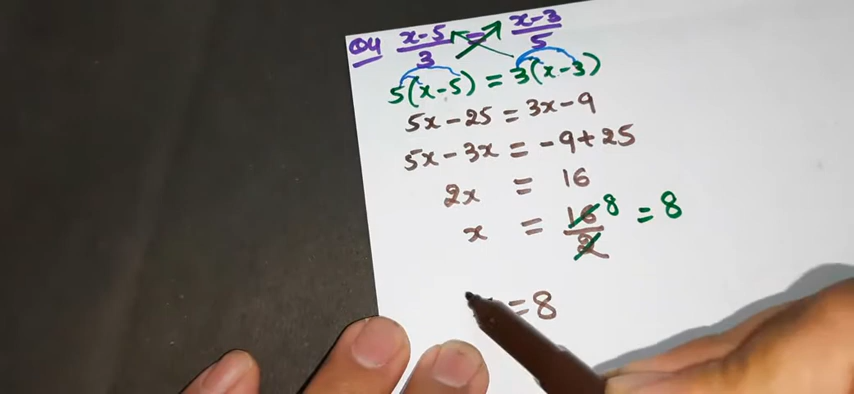 Q4 x-5/3 = x-3/5
5(x-5) = 3(x-3)
5x-25 = 3x-9
5x-3x = -9+25
2x = 16
x = 16/2 8 = 8
= 8